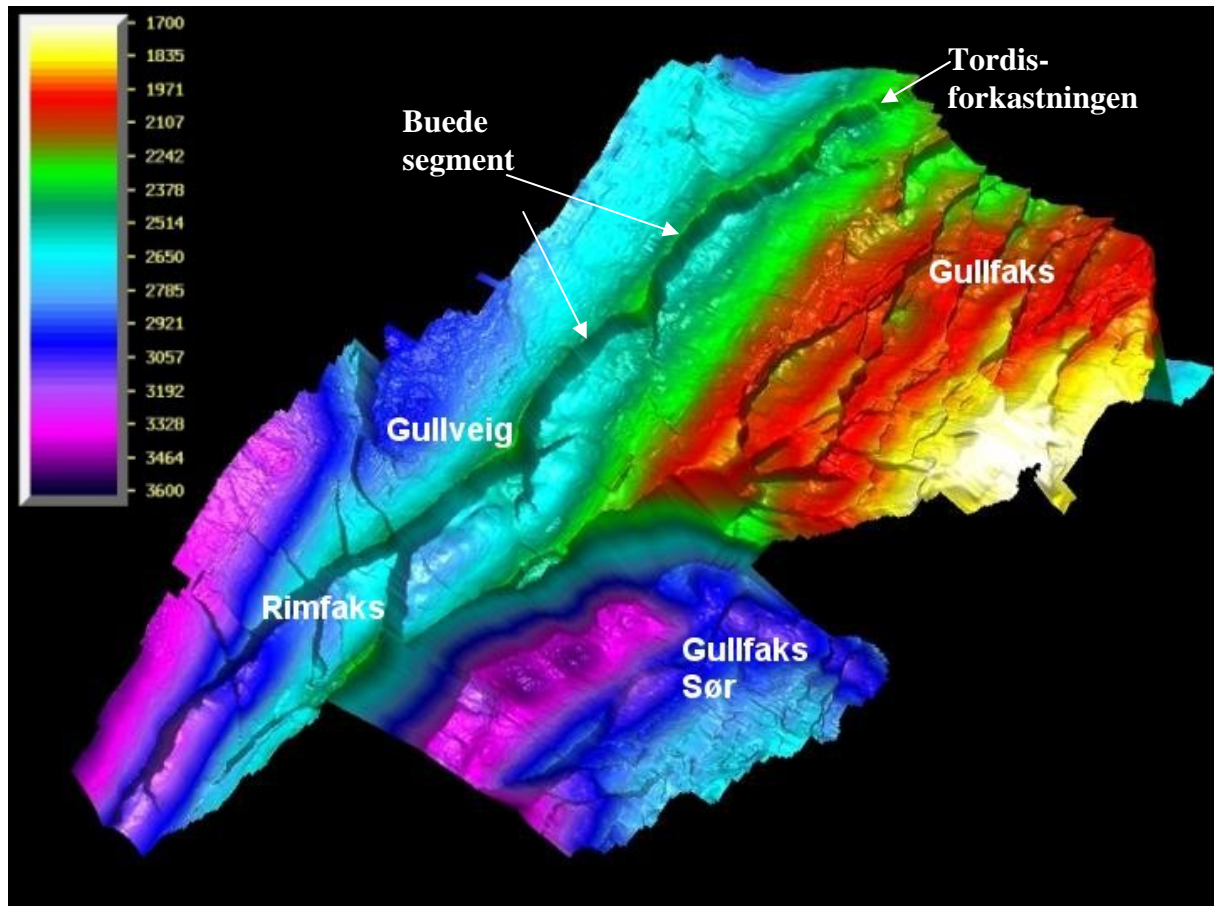 1700
1835
1971
2107
2242
2378
2514
2650
2785
2921
3057
3192
3328
3464
3600
Tordis-
forkastningen
Buede
segment
Gullfaks
Gullveig
Rimfaks
Gullfaks
Sør